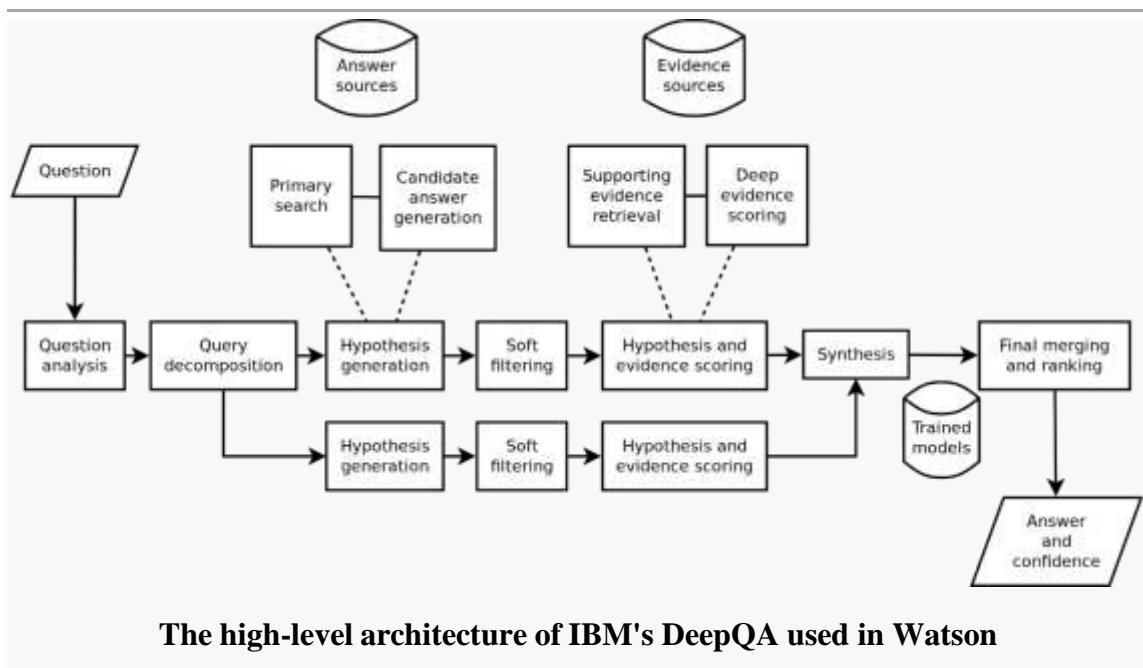 Answer
sources
Evidence
sources
Question
Primary
search
Candidate
answer
generation
Supporting
evidence
retrieval
Deep
evidence
scoring
Question
analysis
Query
decomposition
Hypothesis
generation
Soft
filtering
Hypothesis and
evidence scoring
Synthesis
Final merging
and ranking
Hypothesis
generation
Soft
filtering
Hypothesis and
evidence scoring
Trained
models
Answer
and
confidence
The high-level architecture of IBM's DeepQA used in Watson